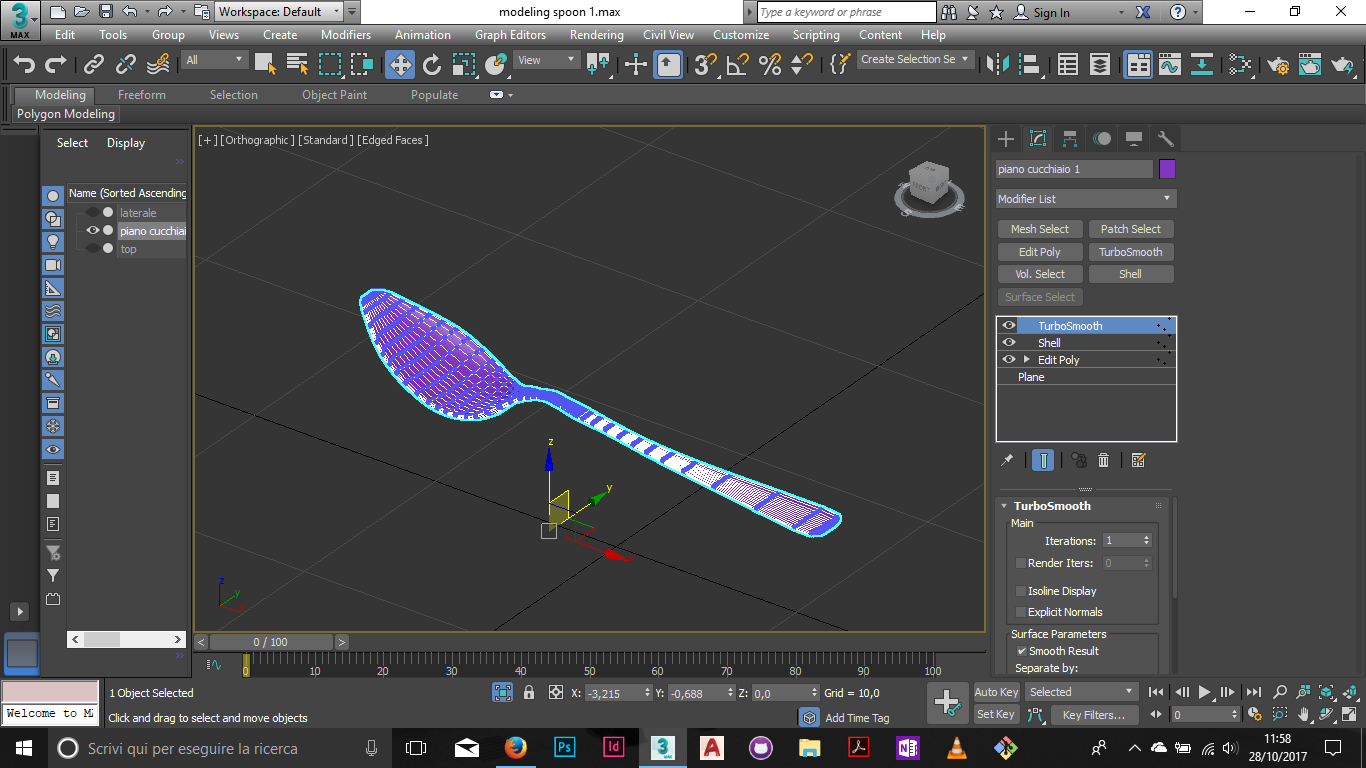 3 MAX Workspace: Default modeling spoon 1.max Type a keyword or phrase Sign In
Edit Tools Group Views Create Modifiers Animation Graph Editors Rendering Civil View Customize Scripting Content Help
All View Create Selection Se
Modeling Freeform Selection Object Paint Populate
Polygon Modeling
Select Display
Name (Sorted Ascending
laterale
piano cucchiai
top
[+] [Orthographic] [Standard] [Edged Faces]
z
y
z
y
x
piano cucchiaio 1
Modifier List
Mesh Select Patch Select
Edit Poly TurboSmooth
Vol. Select Shell
Surface Select
TurboSmooth
Shell
Edit Poly
Plane
TurboSmooth
Main
Iterations: 1
Render Iters: 0
Isoline Display
Explicit Normals
Surface Parameters
Smooth Result
Separate by:
< 0 / 100 >
0 10 20 30 40 50 60 70 80 90 100
1 Object Selected X: -3,215 Y: -0,688 Z: 0,0 Grid = 10,0 Auto Key Selected
Welcome to MA Click and drag to select and move objects Add Time Tag Set Key Key Filters... 0
Scrivi qui per eseguire la ricerca
Ps Id 3 MAX A N
11:58
28/10/2017